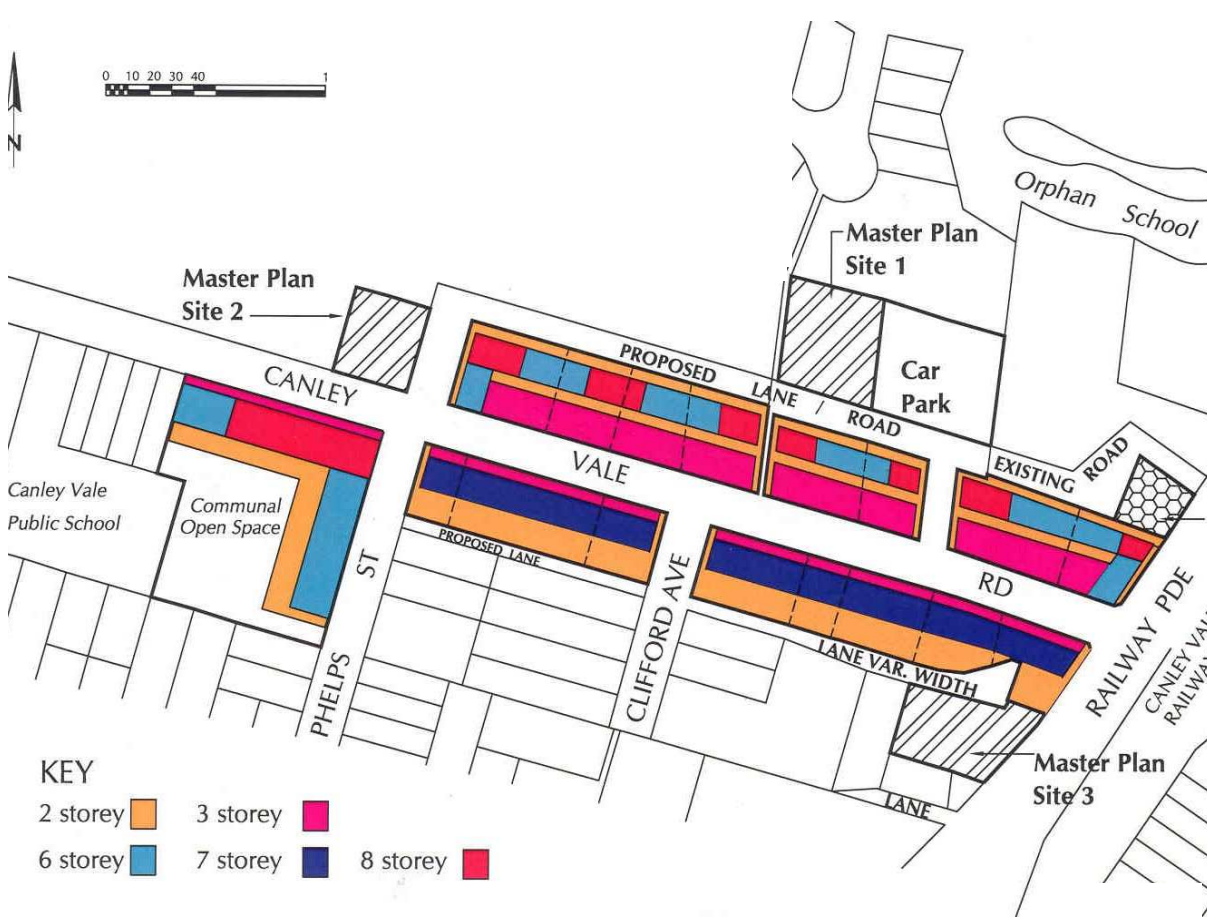 0 10 20 30 40 1
N
Orphan School
Master Plan
Site 1
Master Plan
Site 2
CANLEY
PROPOSED LANE / ROAD
Car
Park
VALE
EXISTING ROAD
Canley Vale
Public School
Communal
Open Space
PROPOSED LANE
ST
RD
CLIFFORD AVE
LANE VAR. WIDTH
RAILWAY PDE
PHELPS
RAILWAY
Master Plan
Site 3
LANE
KEY
2 storey
3 storey
6 storey
7 storey
8 storey